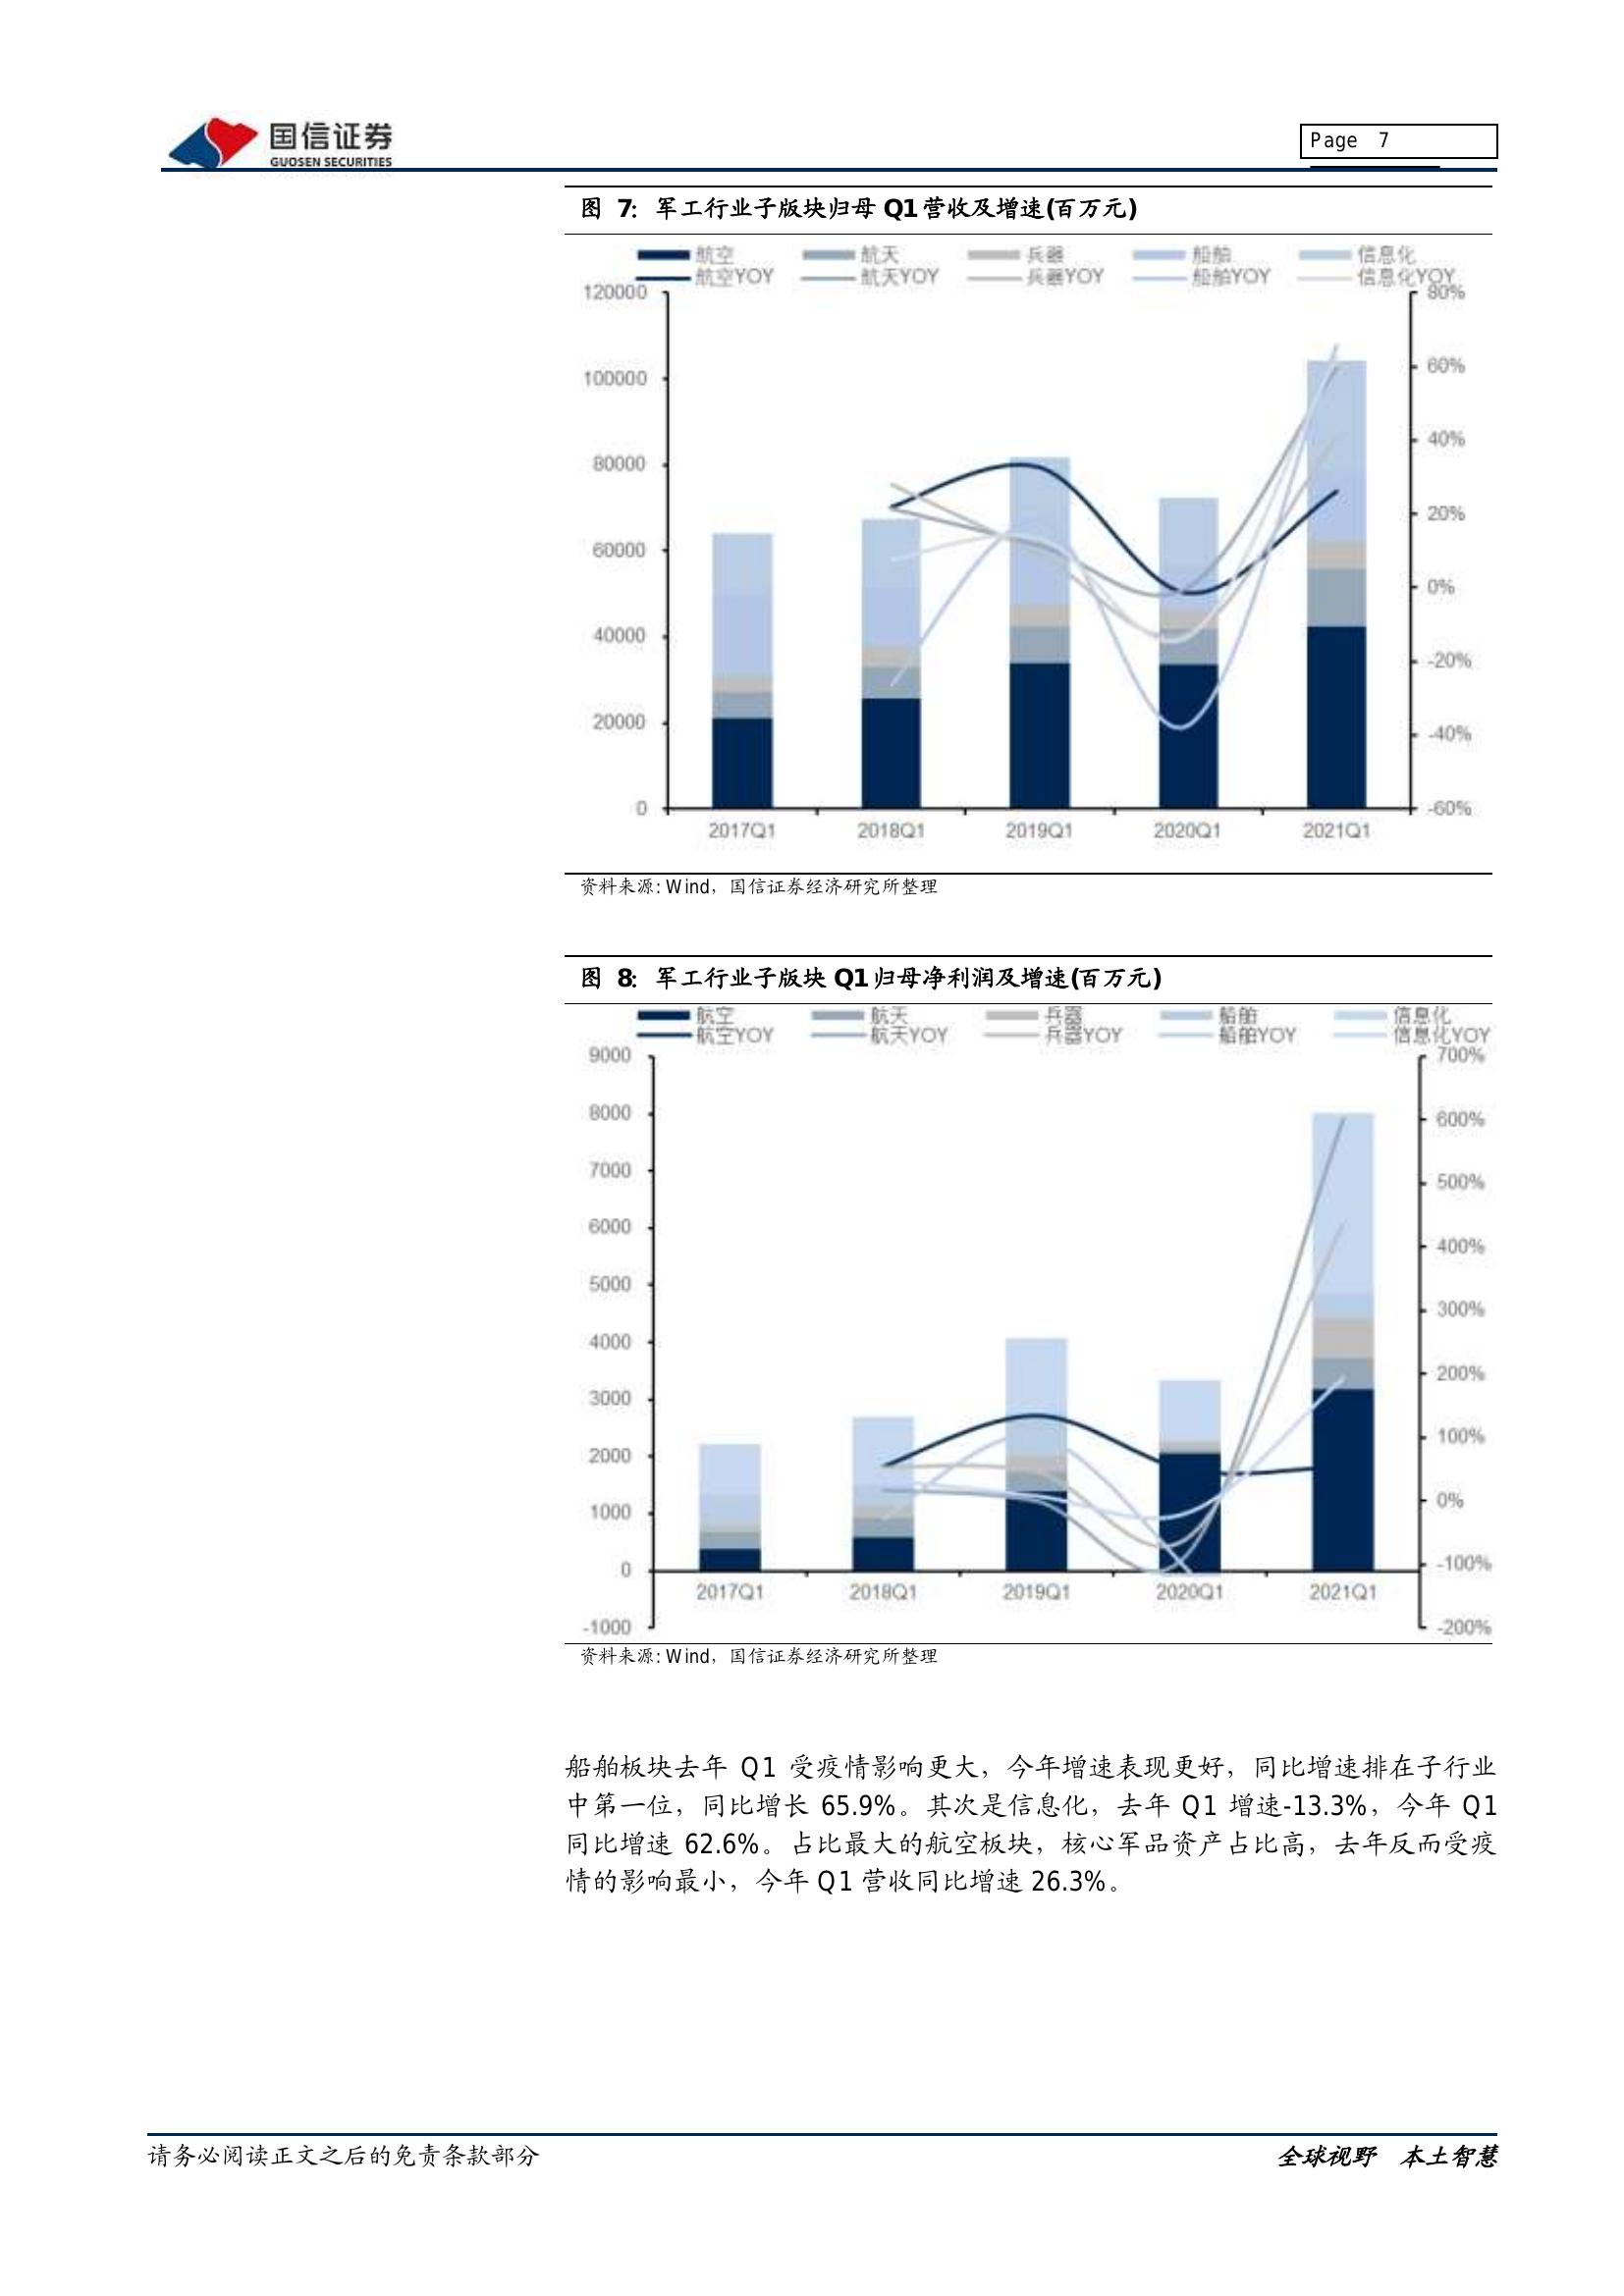 国信证券
GUOSEN SECURITIES
Page 7
图 7: 军工行业子版块归母 Q1 营收及增速(百万元)
航空 航天 兵器 船舶 信息化
航空YOY 航天YOY 兵器YOY 船舶YOY 信息化YOY
120000 80%
100000 60%
80000 40%
60000 20%
40000 0%
20000 -20%
0 -40%
-60%
2017Q1 2018Q1 2019Q1 2020Q1 2021Q1
资料来源: Wind，国信证券经济研究所整理
图 8: 军工行业子版块 Q1 归母净利润及增速(百万元)
航空 航天 兵器 船舶 信息化
航空YOY 航天YOY 兵器YOY 船舶YOY 信息化YOY
9000 700%
8000 600%
7000 500%
6000 400%
5000 300%
4000 200%
3000 100%
2000 0%
1000 -100%
0 -200%
-1000
2017Q1 2018Q1 2019Q1 2020Q1 2021Q1
资料来源: Wind，国信证券经济研究所整理
船舶板块去年 Q1 受疫情影响更大，今年增速表现更好，同比增速排在子行业
中第一位，同比增长 65.9%。其次是信息化，去年 Q1 增速-13.3%，今年 Q1
同比增速 62.6%。占比最大的航空板块，核心军品资产占比高，去年反而受疫
情的影响最小，今年 Q1 营收同比增速 26.3%。
请务必阅读正文之后的免责条款部分
全球视野 本土智慧